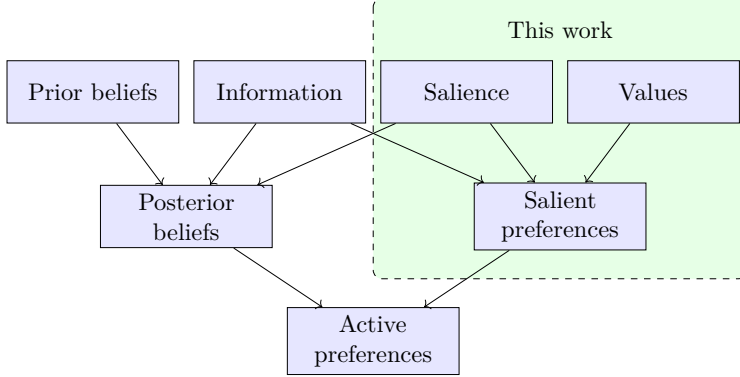 This work
Prior beliefs
Information
Salience
Values
Posterior
beliefs
Salient
preferences
Active
preferences